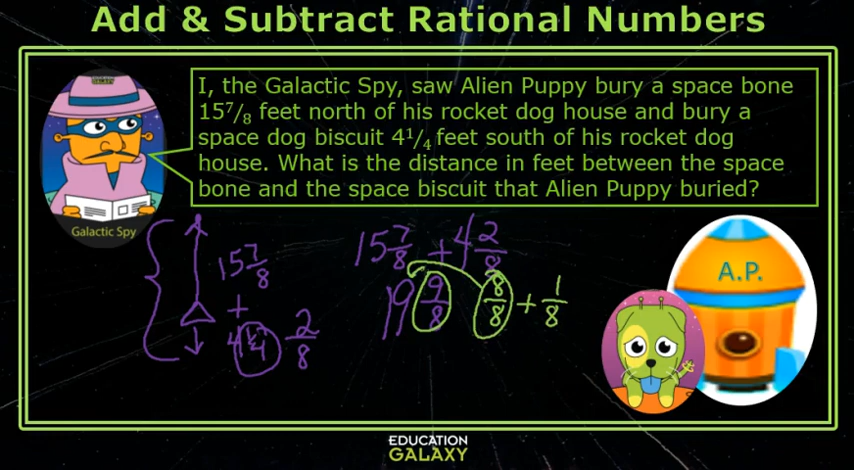 Add & Subtract Rational Numbers
I, the Galactic Spy, saw Alien Puppy bury a space bone
15⁷/₈ feet north of his rocket dog house and bury a
space dog biscuit 4¹/₄ feet south of his rocket dog
house. What is the distance in feet between the space
bone and the space biscuit that Alien Puppy buried?
GALAXY
Galactic Spy
15 7/8
+
4 1/4 2/8
15 7/8 + 4 2/8
19 9/8 8/8 + 1/8
A.P.
EDUCATION
GALAXY